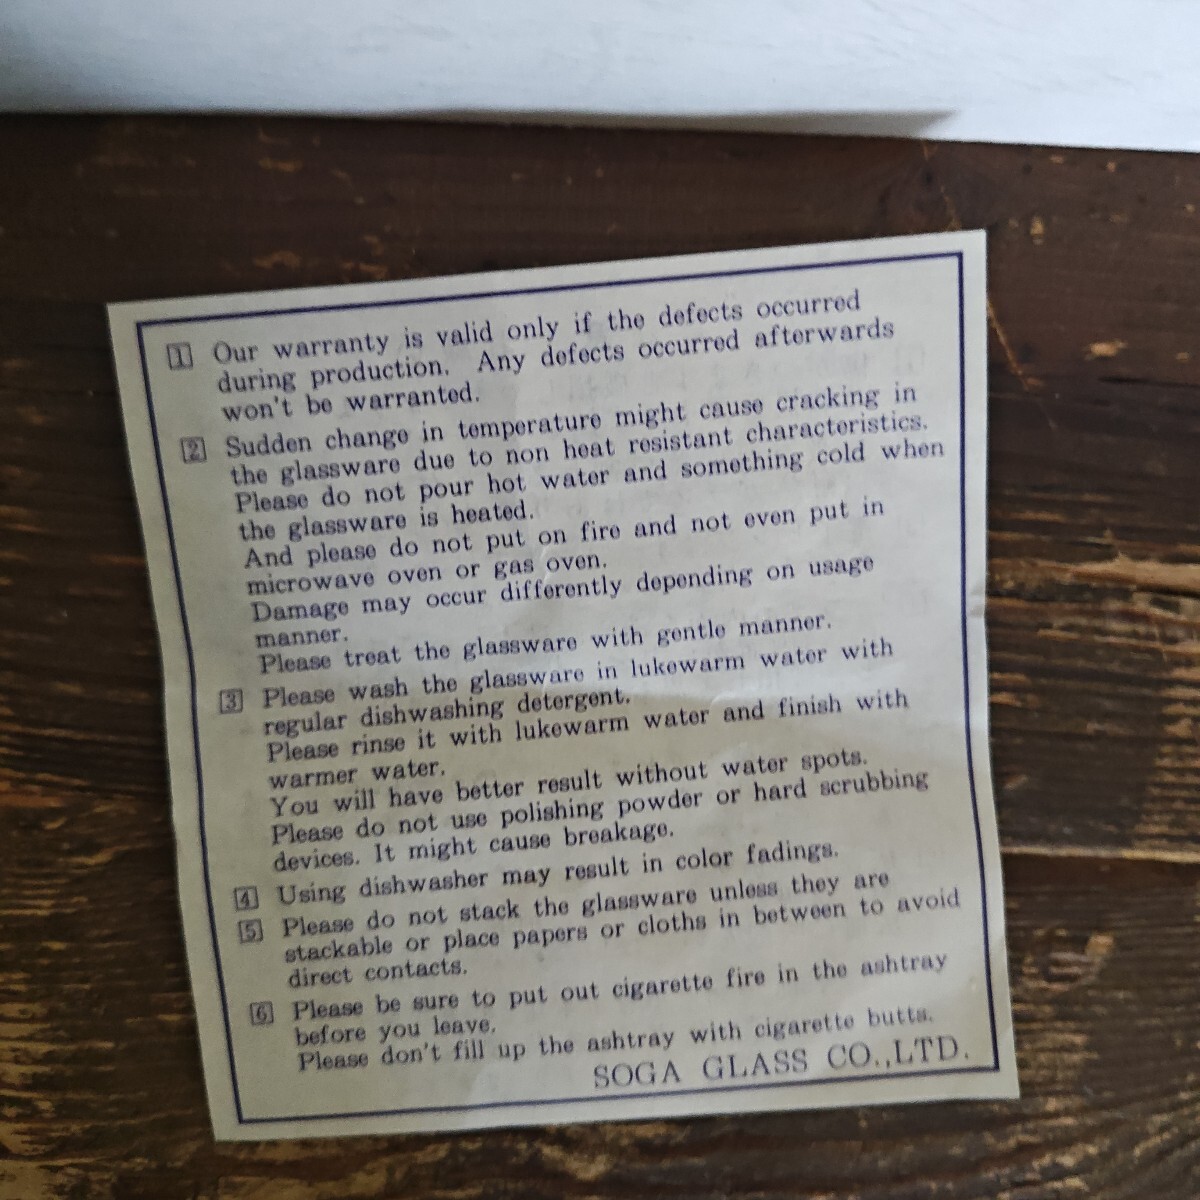 1 Our warranty is valid only if the defects occurred
during production. Any defects occurred afterwards
won't be warranted.
2 Sudden change in temperature might cause cracking in
the glassware due to non heat resistant characteristics.
Please do not pour hot water and something cold when
the glassware is heated.
And please do not put on fire and not even put in
microwave oven or gas oven.
Damage may occur differently depending on usage
manner.
Please treat the glassware with gentle manner.
3 Please wash the glassware in lukewarm water with
regular dishwashing detergent.
Please rinse it with lukewarm water and finish with
warmer water.
You will have better result without water spots.
Please do not use polishing powder or hard scrubbing
devices. It might cause breakage.
4 Using dishwasher may result in color fadings.
5 Please do not stack the glassware unless they are
stackable or place papers or cloths in between to avoid
direct contacts.
6 Please be sure to put out cigarette fire in the ashtray
before you leave.
Please don't fill up the ashtray with cigarette butts.
SOGA GLASS CO.,LTD.